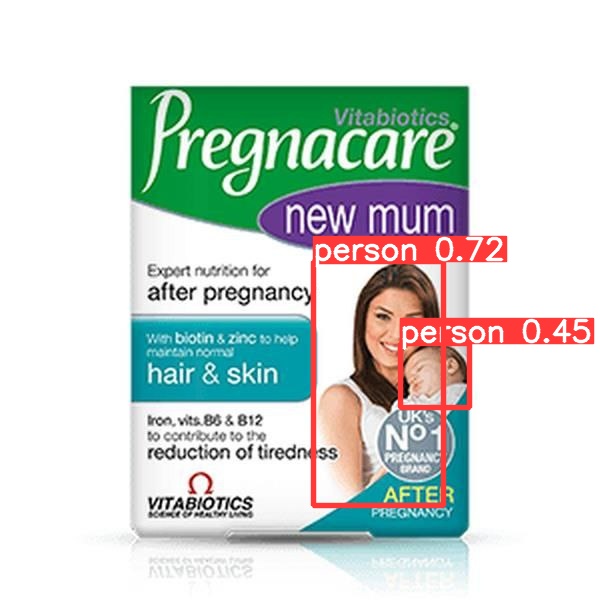 Vitabiotics
Pregnacare®
new mum
person 0.72
Expert nutrition for
after pregnancy
person 0.45
With biotin & zinc to help
maintain normal
hair & skin
Iron, vits.B6 & B12
to contribute to the
reduction of tiredness
UK's
Nº1
PREGNANCY
BRAND
AFTER
PREGNANCY
VITABIOTICS
SCIENCE OF HEALTHY LIVING